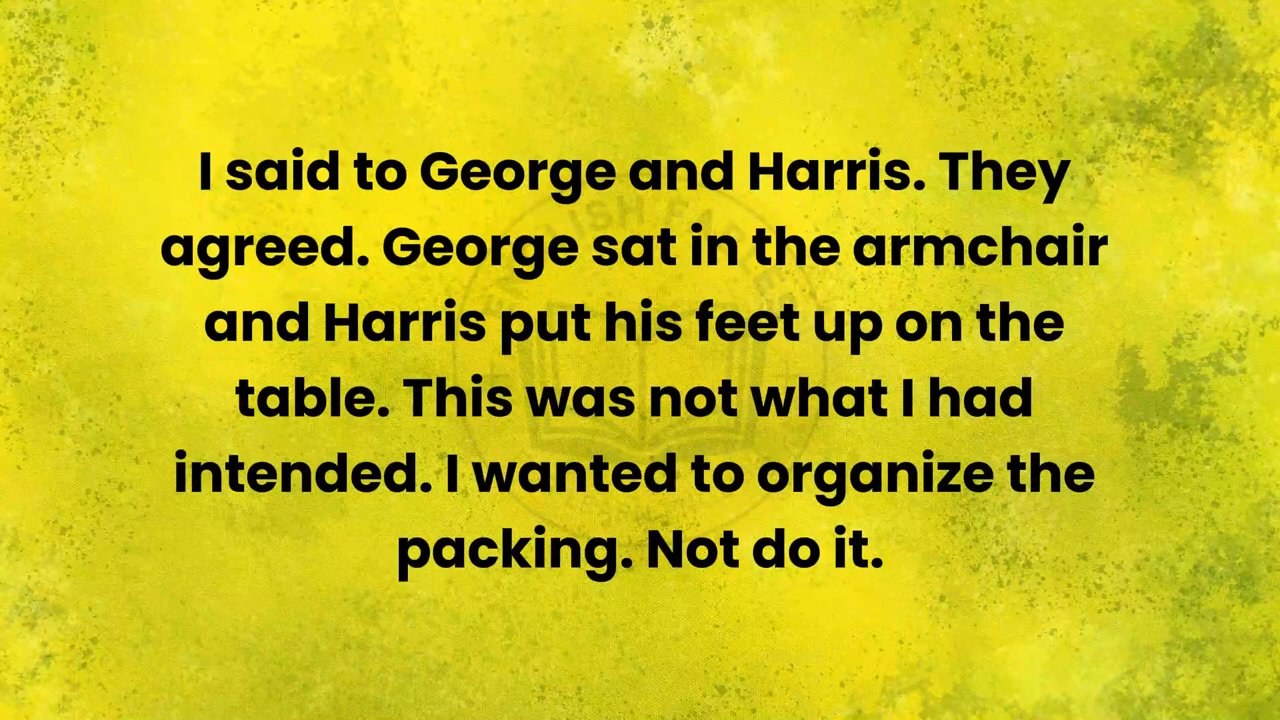 I said to George and Harris. They
agreed. George sat in the armchair
and Harris put his feet up on the
table. This was not what I had
intended. I wanted to organize the
packing. Not do it.